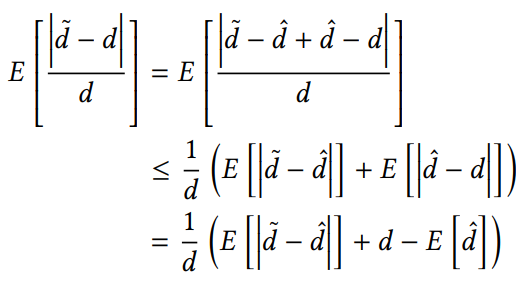 E [ |d̃ − d| / d ] = E [ |d̃ − d̂ + d̂ − d| / d ]
≤ 1/d ( E [|d̃ − d̂|] + E [|d̂ − d|] )
= 1/d ( E [|d̃ − d̂|] + d − E [d̂] )